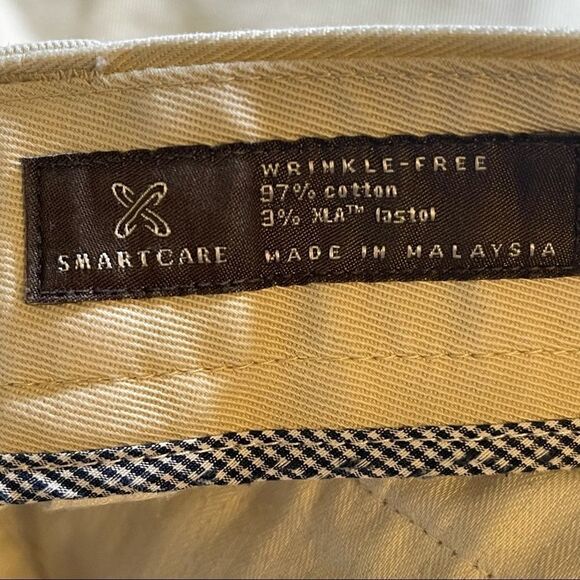 SMARTCARE
WRINKLE-FREE
97% cotton
3% XLA™ lastol
MADE IN MALAYSIA